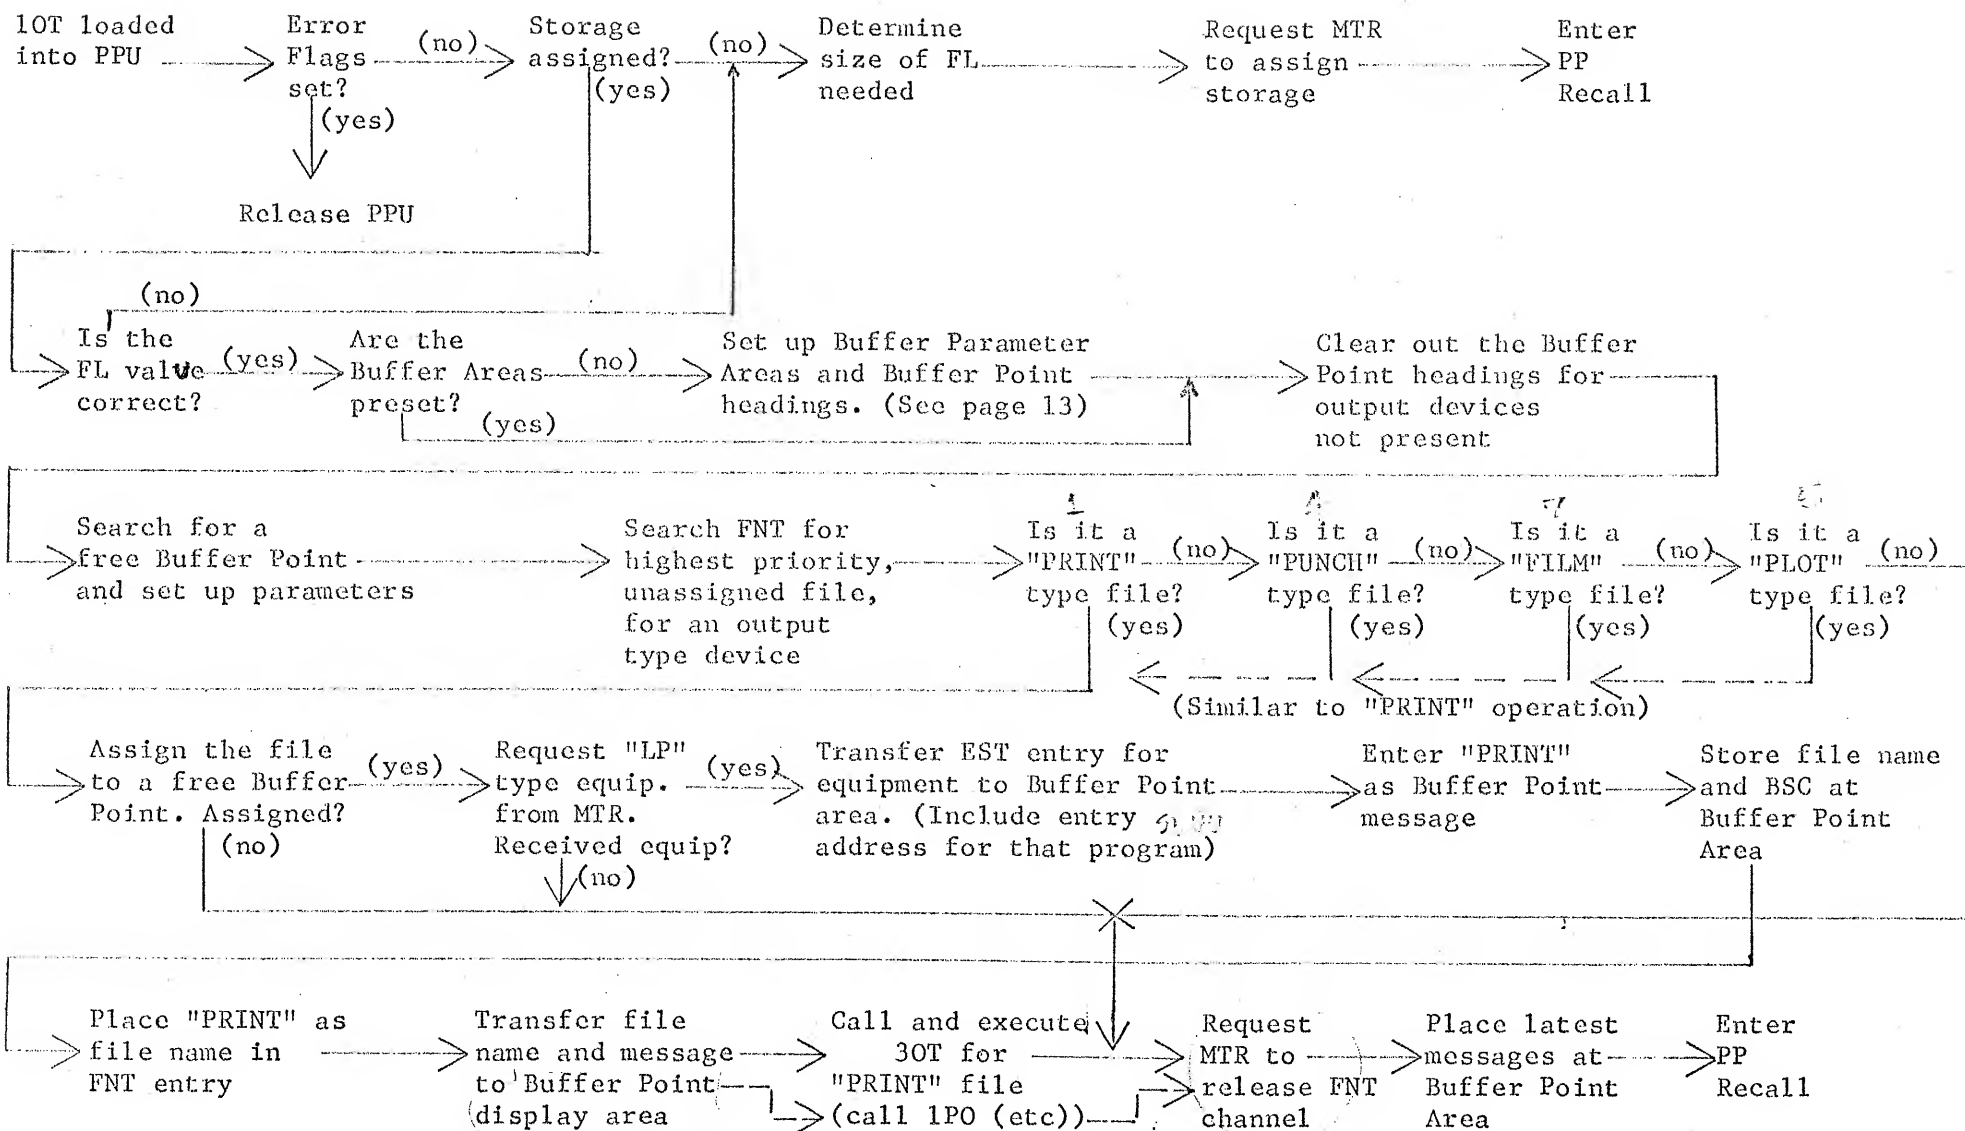 1OT loaded
into PPU
Error
Flags
set?
(no)
(yes)
Release PPU
Storage
assigned?
(no)
(yes)
Determine
size of FL
needed
Request MTR
to assign
storage
Enter
PP
Recall
(no)
Is the
FL value
correct?
(yes)
Are the
Buffer Areas
preset?
(no)
(yes)
Set up Buffer Parameter
Areas and Buffer Point
headings. (See page 13)
Clear out the Buffer
Point headings for
output devices
not present
Search for a
free Buffer Point
and set up parameters
Search FNT for
highest priority,
unassigned file,
for an output
type device
1
Is it a
"PRINT"
type file?
(no)
(yes)
Is it a
"PUNCH"
type file?
(no)
(yes)
Is it a
"FILM"
type file?
(no)
(yes)
Is it a
"PLOT"
type file?
(no)
(yes)
(Similar to "PRINT" operation)
Assign the file
to a free Buffer
Point. Assigned?
(yes)
(no)
Request "LP"
type equip.
from MTR.
Received equip?
(yes)
(no)
Transfer EST entry for
equipment to Buffer Point
area. (Include entry
address for that program)
Enter "PRINT"
as Buffer Point
message
Store file name
and BSC at
Buffer Point
Area
Place "PRINT" as
file name in
FNT entry
Transfer file
name and message
to Buffer Point
display area
Call and execute
3OT for
"PRINT" file
(call 1PO (etc))
Request
MTR to
release FNT
channel
Place latest
messages at
Buffer Point
Area
Enter
PP
Recall